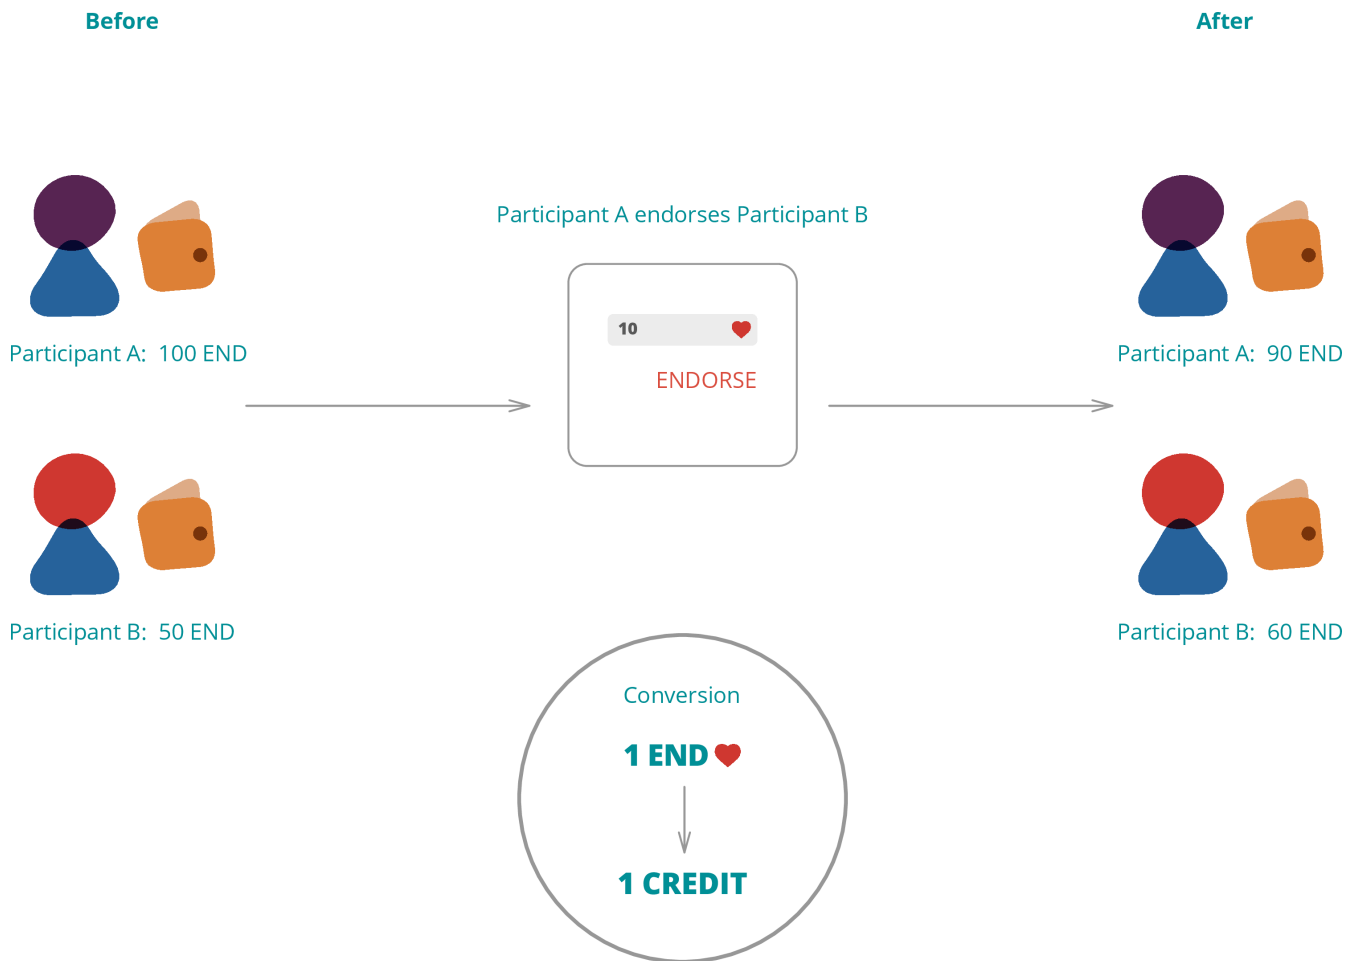 Before
After
Participant A endorses Participant B
10
ENDORSE
Participant A:  100 END
Participant A:  90 END
Participant B:  50 END
Participant B:  60 END
Conversion
1 END
1 CREDIT